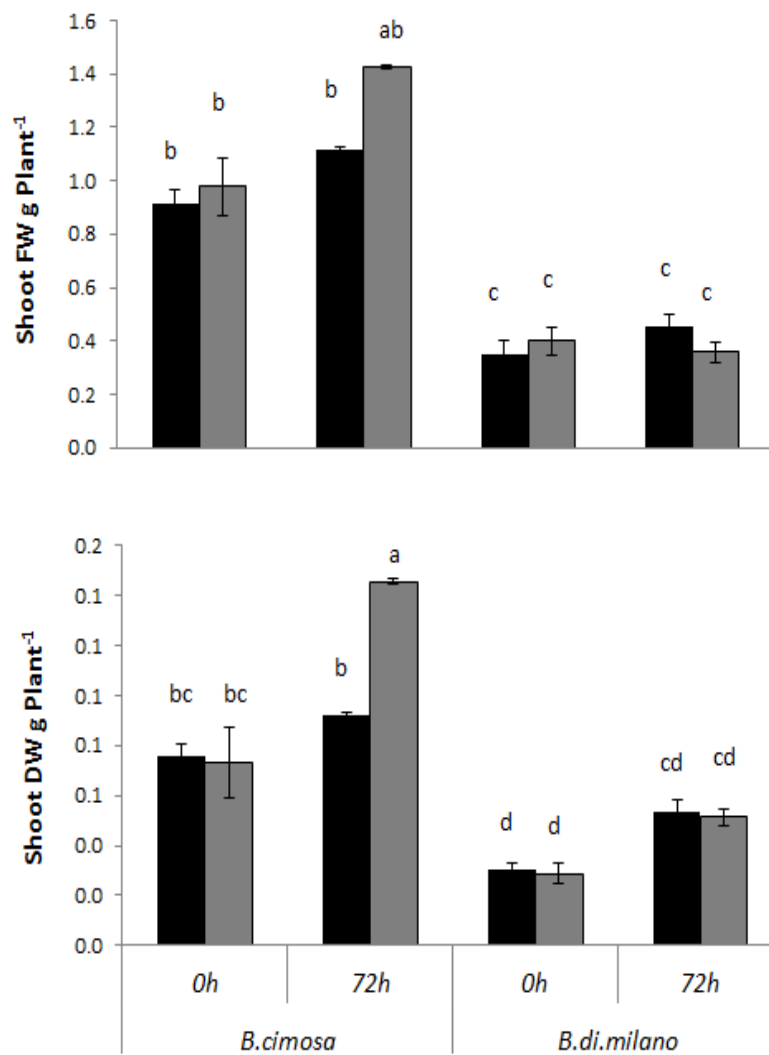 Shoot FW g Plant⁻¹
1.6
1.4
1.2
1.0
0.8
0.6
0.4
0.2
0.0
b
b
b
ab
c
c
c
c
Shoot DW g Plant⁻¹
0.2
0.1
0.1
0.1
0.1
0.1
0.0
0.0
0.0
bc
bc
b
a
d
d
cd
cd
0h 72h 0h 72h
B.cimosa B.di.milano